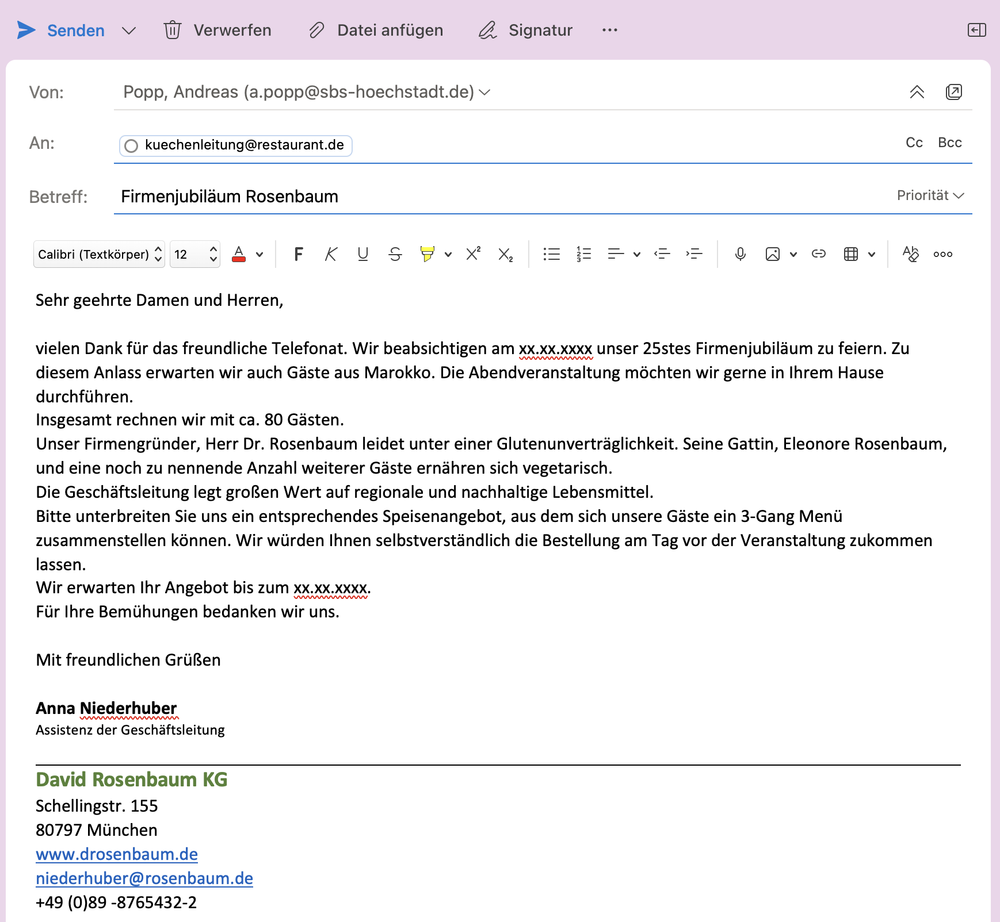 Senden Verwerfen Datei anfügen Signatur
Von: Popp, Andreas (a.popp@sbs-hoechstadt.de)
An: kuechenleitung@restaurant.de Cc Bcc
Betreff: Firmenjubiläum Rosenbaum Priorität
Calibri (Textkörper) 12 A F K U S X² X₂
Sehr geehrte Damen und Herren,
vielen Dank für das freundliche Telefonat. Wir beabsichtigen am xx.xx.xxxx unser 25stes Firmenjubiläum zu feiern. Zu
diesem Anlass erwarten wir auch Gäste aus Marokko. Die Abendveranstaltung möchten wir gerne in Ihrem Hause
durchführen.
Insgesamt rechnen wir mit ca. 80 Gästen.
Unser Firmengründer, Herr Dr. Rosenbaum leidet unter einer Glutenunverträglichkeit. Seine Gattin, Eleonore Rosenbaum,
und eine noch zu nennende Anzahl weiterer Gäste ernähren sich vegetarisch.
Die Geschäftsleitung legt großen Wert auf regionale und nachhaltige Lebensmittel.
Bitte unterbreiten Sie uns ein entsprechendes Speisenangebot, aus dem sich unsere Gäste ein 3-Gang Menü
zusammenstellen können. Wir würden Ihnen selbstverständlich die Bestellung am Tag vor der Veranstaltung zukommen
lassen.
Wir erwarten Ihr Angebot bis zum xx.xx.xxxx.
Für Ihre Bemühungen bedanken wir uns.
Mit freundlichen Grüßen
Anna Niederhuber
Assistenz der Geschäftsleitung
David Rosenbaum KG
Schellingstr. 155
80797 München
www.drosenbaum.de
niederhuber@rosenbaum.de
+49 (0)89 -8765432-2